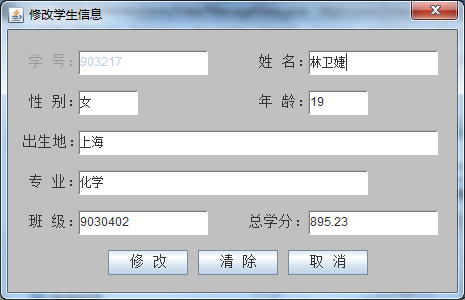 修改学生信息
学 号:903217 姓 名:林卫婕
性 别:女 年 龄:19
出生地:上海
专 业:化学
班 级:9030402 总学分:895.23
修 改 清 除 取 消